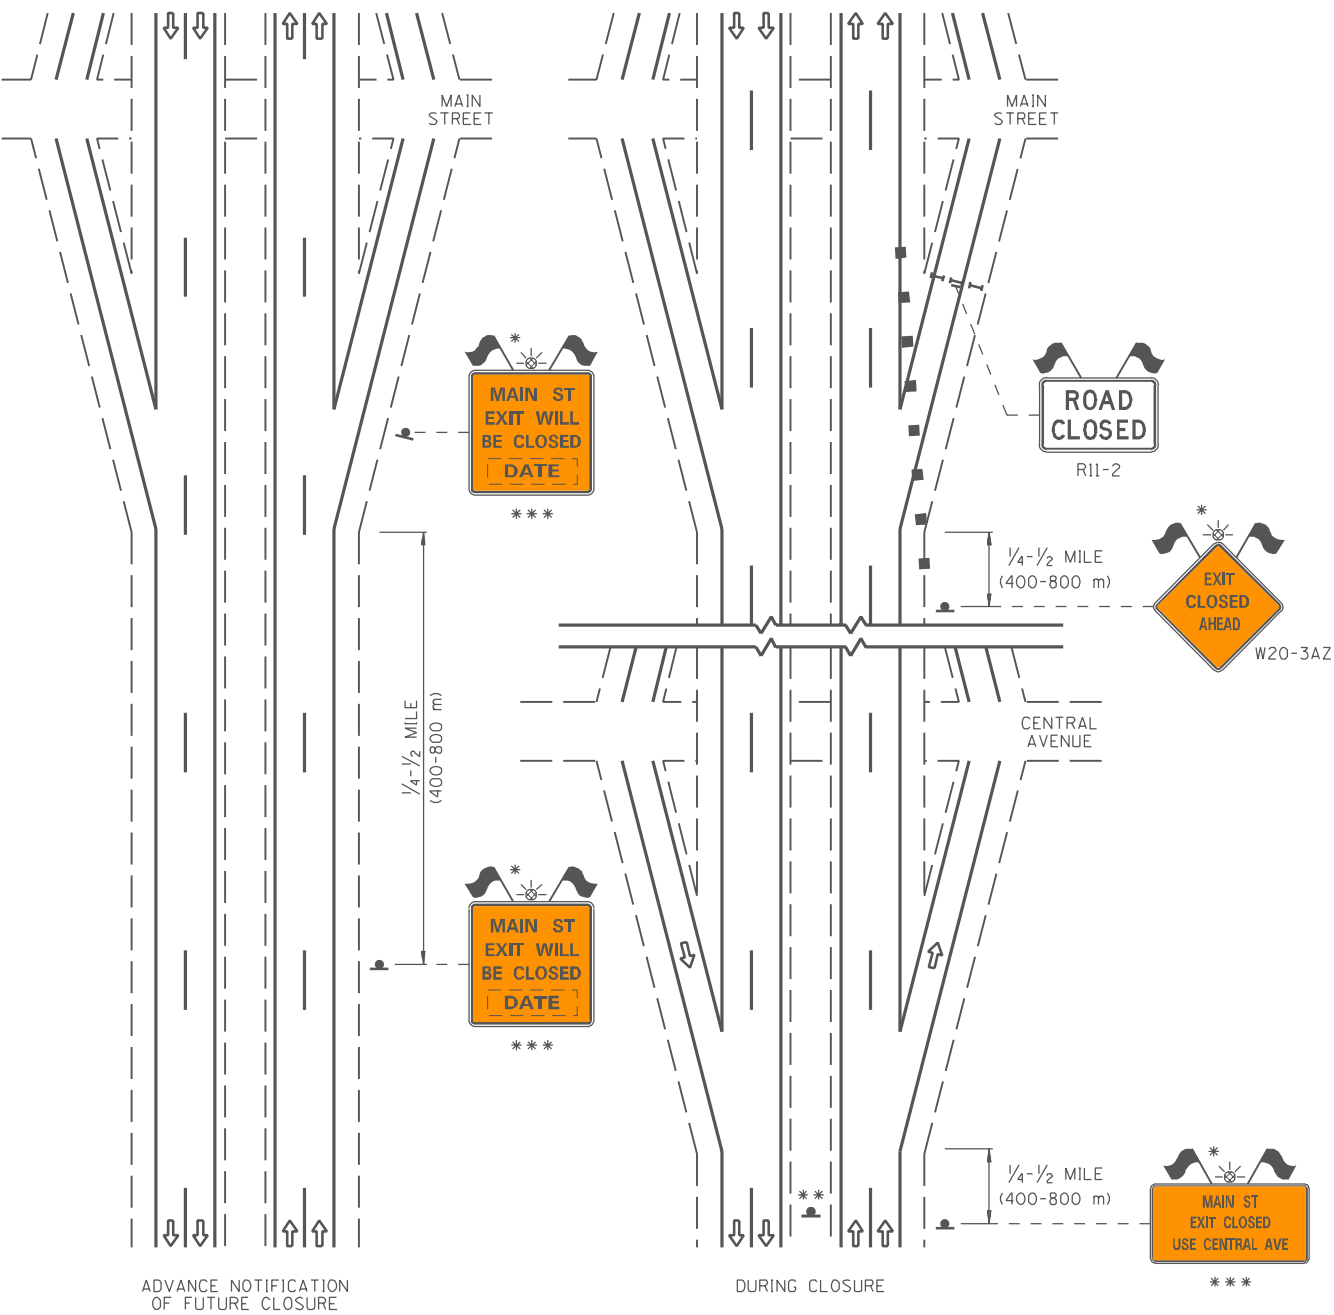 MAIN
STREET
MAIN
STREET
*
MAIN ST
EXIT WILL
BE CLOSED
DATE
***
ROAD
CLOSED
R11-2
1/4-1/2 MILE
(400-800 m)
*
EXIT
CLOSED
AHEAD
W20-3AZ
1/4-1/2 MILE
(400-800 m)
CENTRAL
AVENUE
*
MAIN ST
EXIT WILL
BE CLOSED
DATE
***
**
1/4-1/2 MILE
(400-800 m)
*
MAIN ST
EXIT CLOSED
USE CENTRAL AVE
***
ADVANCE NOTIFICATION
OF FUTURE CLOSURE
DURING CLOSURE